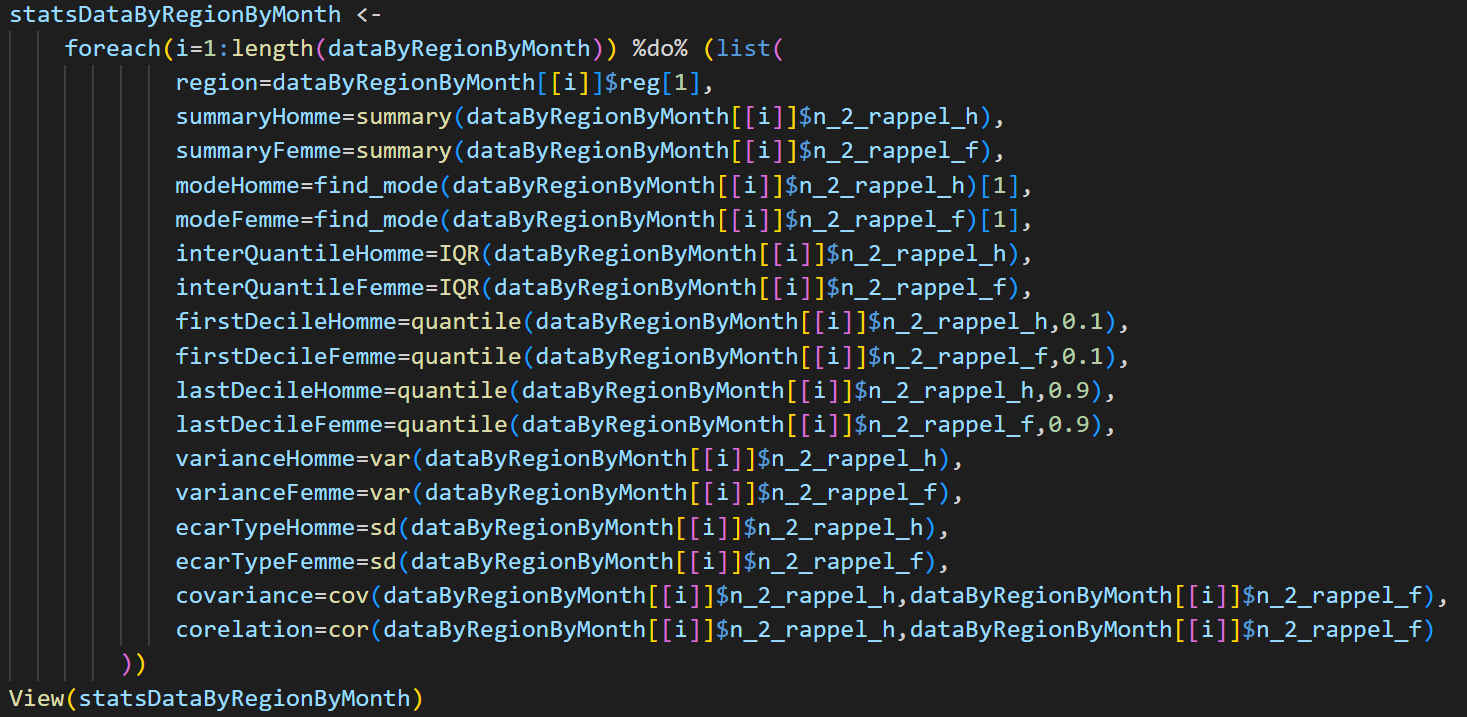 statsDataByRegionByMonth <-
foreach(i=1:length(dataByRegionByMonth)) %do% (list(
region=dataByRegionByMonth[[i]]$reg[1],
summaryHomme=summary(dataByRegionByMonth[[i]]$n_2_rappel_h),
summaryFemme=summary(dataByRegionByMonth[[i]]$n_2_rappel_f),
modeHomme=find_mode(dataByRegionByMonth[[i]]$n_2_rappel_h)[1],
modeFemme=find_mode(dataByRegionByMonth[[i]]$n_2_rappel_f)[1],
interQuantileHomme=IQR(dataByRegionByMonth[[i]]$n_2_rappel_h),
interQuantileFemme=IQR(dataByRegionByMonth[[i]]$n_2_rappel_f),
firstDecileHomme=quantile(dataByRegionByMonth[[i]]$n_2_rappel_h,0.1),
firstDecileFemme=quantile(dataByRegionByMonth[[i]]$n_2_rappel_f,0.1),
lastDecileHomme=quantile(dataByRegionByMonth[[i]]$n_2_rappel_h,0.9),
lastDecileFemme=quantile(dataByRegionByMonth[[i]]$n_2_rappel_f,0.9),
varianceHomme=var(dataByRegionByMonth[[i]]$n_2_rappel_h),
varianceFemme=var(dataByRegionByMonth[[i]]$n_2_rappel_f),
ecarTypeHomme=sd(dataByRegionByMonth[[i]]$n_2_rappel_h),
ecarTypeFemme=sd(dataByRegionByMonth[[i]]$n_2_rappel_f),
covariance=cov(dataByRegionByMonth[[i]]$n_2_rappel_h,dataByRegionByMonth[[i]]$n_2_rappel_f),
corelation=cor(dataByRegionByMonth[[i]]$n_2_rappel_h,dataByRegionByMonth[[i]]$n_2_rappel_f)
))
View(statsDataByRegionByMonth)